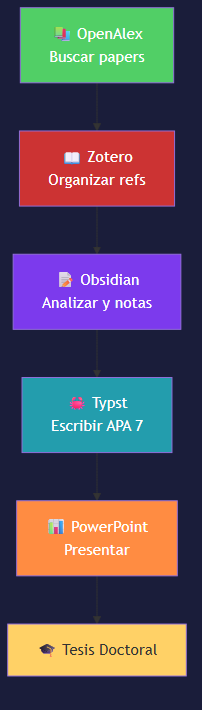 📚 OpenAlex
Buscar papers
📖 Zotero
Organizar refs
📝 Obsidian
Analizar y notas
💓 Typst
Escribir APA 7
📊 PowerPoint
Presentar
🎓 Tesis Doctoral